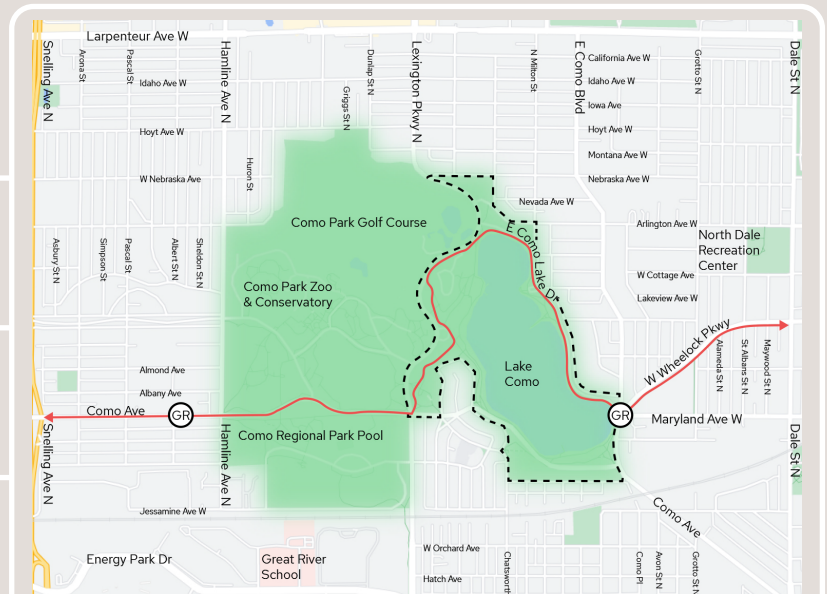 Larpenteur Ave W
Snelling Ave N
Arona St
Pascal St
Idaho Ave W
Hamline Ave N
Dunlap St N
Griggs St N
Lexington Pkwy N
N Milton St
E Como Blvd
California Ave W
Idaho Ave W
Iowa Ave
Hoyt Ave W
Montana Ave W
Nebraska Ave W
Grotto St N
Dale St N
Hoyt Ave W
W Nebraska Ave
Huron St
Nevada Ave W
Como Park Golf Course
E Como Lake Dr
Arlington Ave W
North Dale
Recreation
Center
Asbury St N
Simpson St N
Pascal St N
Albert St N
Sheldon St N
Como Park Zoo
& Conservatory
W Cottage Ave
Lakeview Ave W
W Wheelock Pkwy
Alameda St N
St Albans St N
Maywood St N
Almond Ave
Albany Ave
Lake
Como
Como Ave
GR
GR
Maryland Ave W
Como Regional Park Pool
Snelling Ave N
Hamline Ave N
Dale St N
Jessamine Ave W
Como Ave
Energy Park Dr
Great River
School
W Orchard Ave
Hatch Ave
Chatsworth
Como Pl
Avon St N
Grotto St N